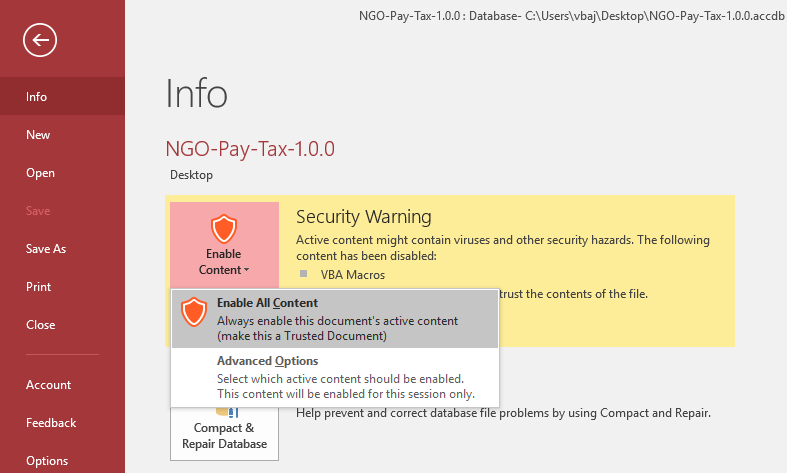 NGO-Pay-Tax-1.0.0 : Database- C:\Users\vbaj\Desktop\NGO-Pay-Tax-1.0.0.accdb
Info
New
Open
Save
Save As
Print
Close
Account
Feedback
Options
Info
NGO-Pay-Tax-1.0.0
Desktop
Enable
Content
Security Warning
Active content might contain viruses and other security hazards. The following
content has been disabled:
VBA Macros
trust the contents of the file.
Enable All Content
Always enable this document's active content
(make this a Trusted Document)
Advanced Options
Select which active content should be enabled.
This content will be enabled for this session only.
Compact &
Repair Database
Help prevent and correct database file problems by using Compact and Repair.